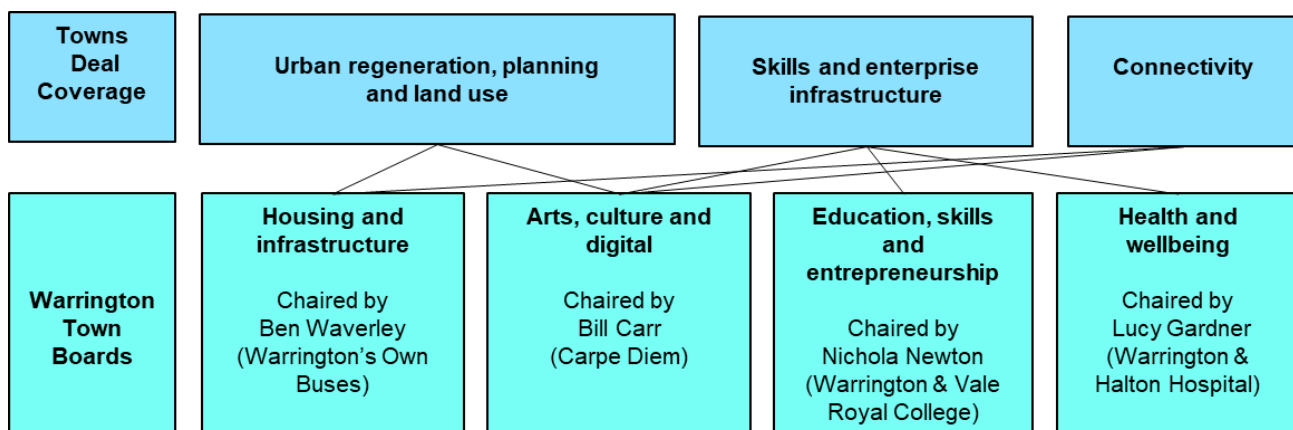 Towns
Deal
Coverage
Urban regeneration, planning
and land use
Skills and enterprise
infrastructure
Connectivity
Warrington
Town
Boards
Housing and
infrastructure
Chaired by
Ben Waverley
(Warrington's Own
Buses)
Arts, culture and
digital
Chaired by
Bill Carr
(Carpe Diem)
Education, skills
and
entrepreneurship
Chaired by
Nichola Newton
(Warrington & Vale
Royal College)
Health and
wellbeing
Chaired by
Lucy Gardner
(Warrington &
Halton Hospital)